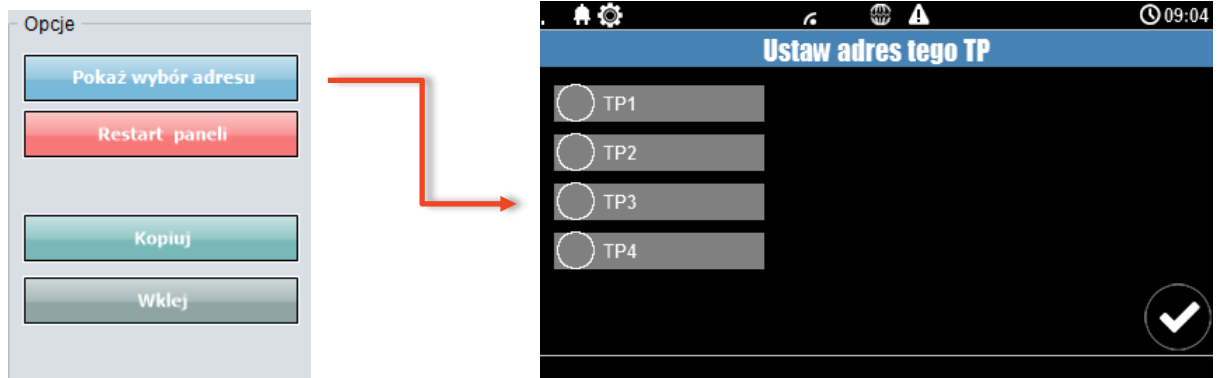 Opcje
Pokaż wybór adresu
Restart paneli
Kopiuj
Wklej
09:04
Ustaw adres tego TP
TP1
TP2
TP3
TP4